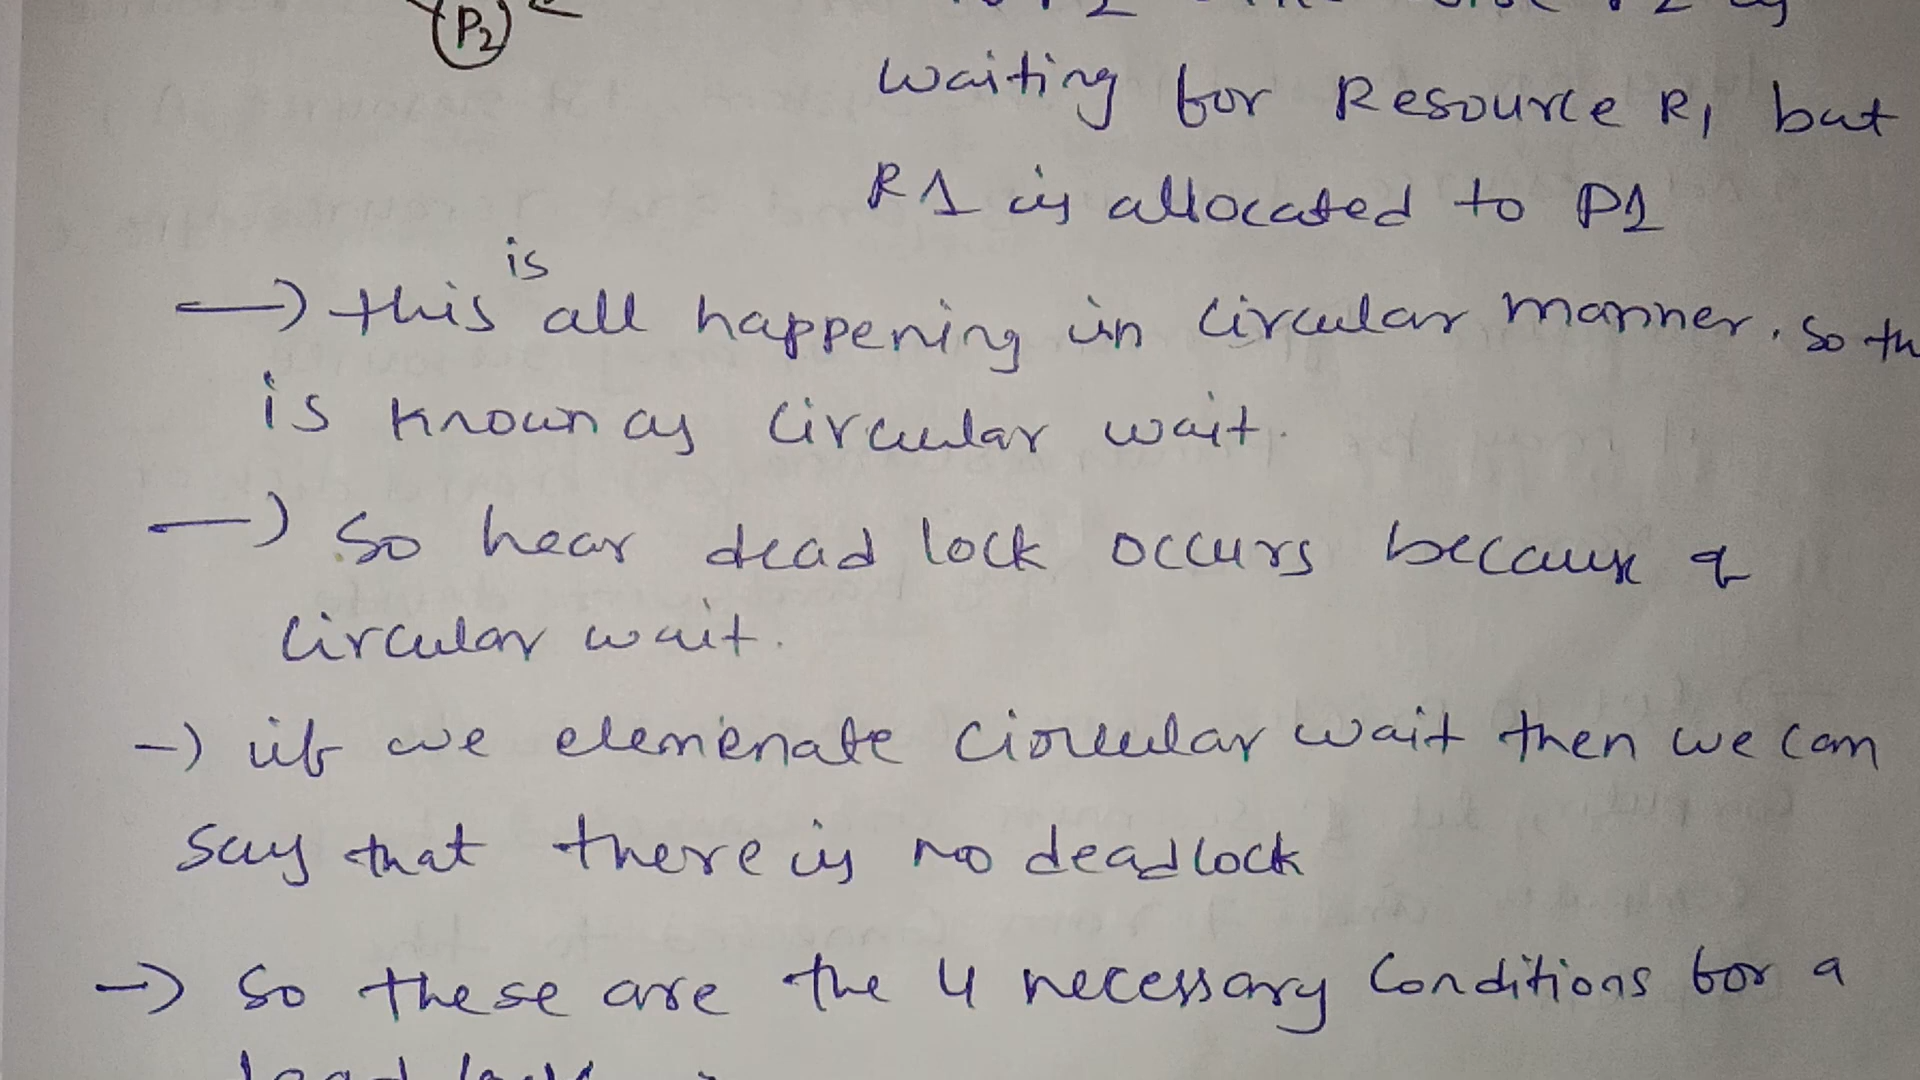 P2
waiting for Resource R1 but
R1 is allocated to P1
is
→ this all happening in circular manner. so th
is known as circular wait.
→ So hear dead lock occurs because of
circular wait.
→ if we elemenate circular wait then we can
say that there is no deadlock
→ So these are the 4 necessary conditions for a